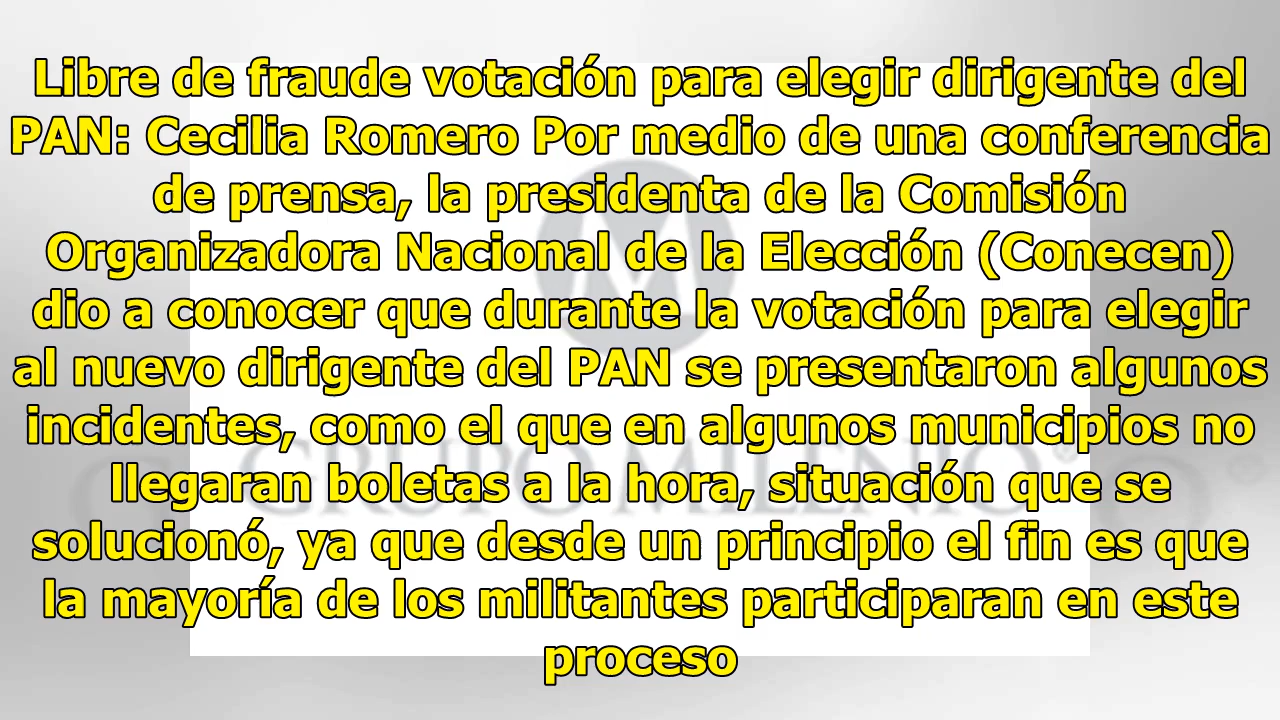 Libre de fraude votación para elegir dirigente del
PAN: Cecilia Romero Por medio de una conferencia
de prensa, la presidenta de la Comisión
Organizadora Nacional de la Elección (Conecen)
dio a conocer que durante la votación para elegir
al nuevo dirigente del PAN se presentaron algunos
incidentes, como el que en algunos municipios no
llegaran boletas a la hora, situación que se
solucionó, ya que desde un principio el fin es que
la mayoría de los militantes participaran en este
proceso
GRUPO MILENIO